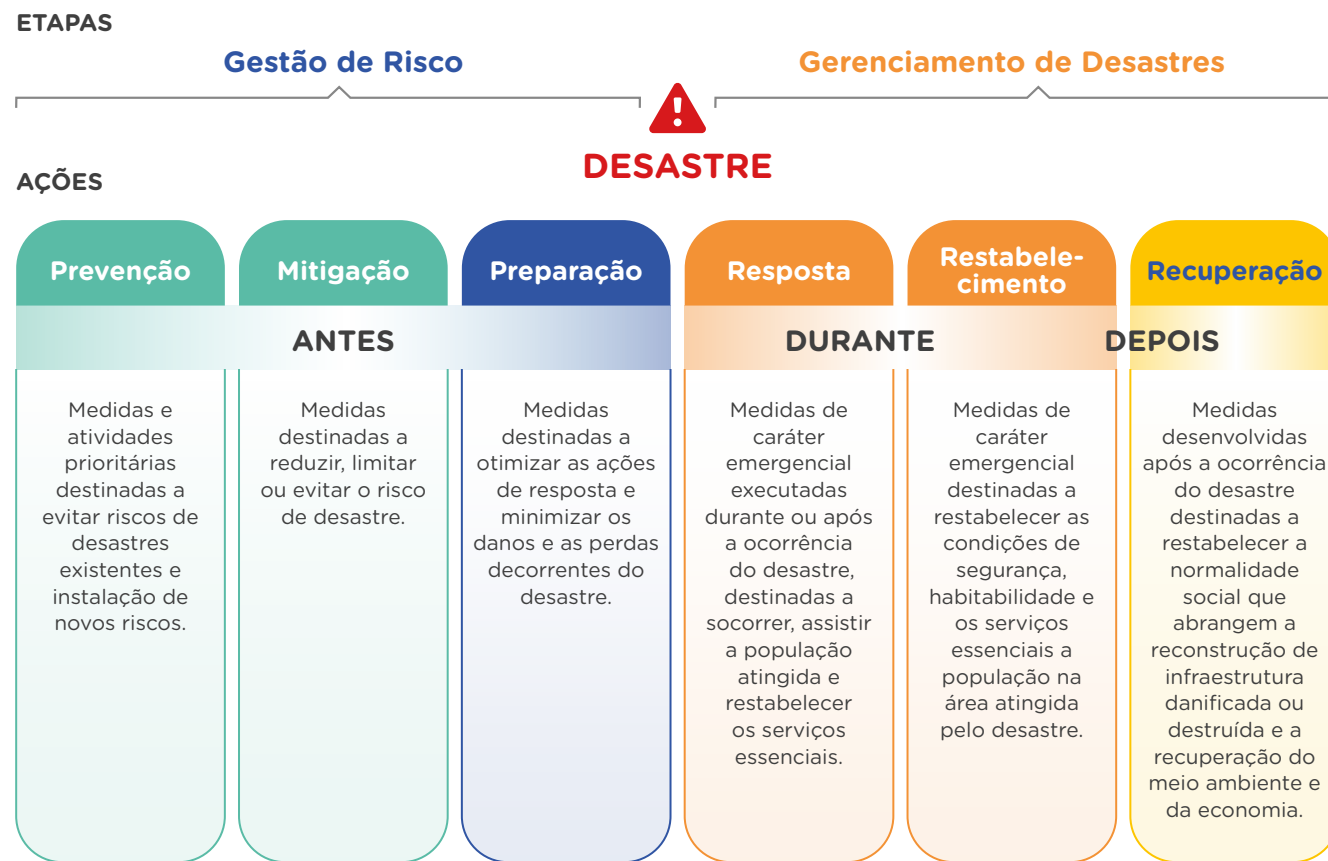 ETAPAS
Gestão de Risco
Gerenciamento de Desastres
DESASTRE
AÇÕES
Prevenção
Mitigação
Preparação
Resposta
Restabele-
cimento
Recuperação
ANTES
DURANTE
DEPOIS
Medidas e
atividades
prioritárias
destinadas a
evitar riscos de
desastres
existentes e
instalação de
novos riscos.
Medidas
destinadas a
reduzir, limitar
ou evitar o risco
de desastre.
Medidas
destinadas a
otimizar as ações
de resposta e
minimizar os
danos e as perdas
decorrentes do
desastre.
Medidas de
caráter
emergencial
executadas
durante ou após
a ocorrência
do desastre,
destinadas a
socorrer, assistir
a população
atingida e
restabelecer
os serviços
essenciais.
Medidas de
caráter
emergencial
destinadas a
restabelecer as
condições de
segurança,
habitabilidade e
os serviços
essenciais a
população na
área atingida
pelo desastre.
Medidas
desenvolvidas
após a ocorrência
do desastre
destinadas a
restabelecer a
normalidade
social que
abrangem a
reconstrução de
infraestrutura
danificada ou
destruída e a
recuperação do
meio ambiente e
da economia.